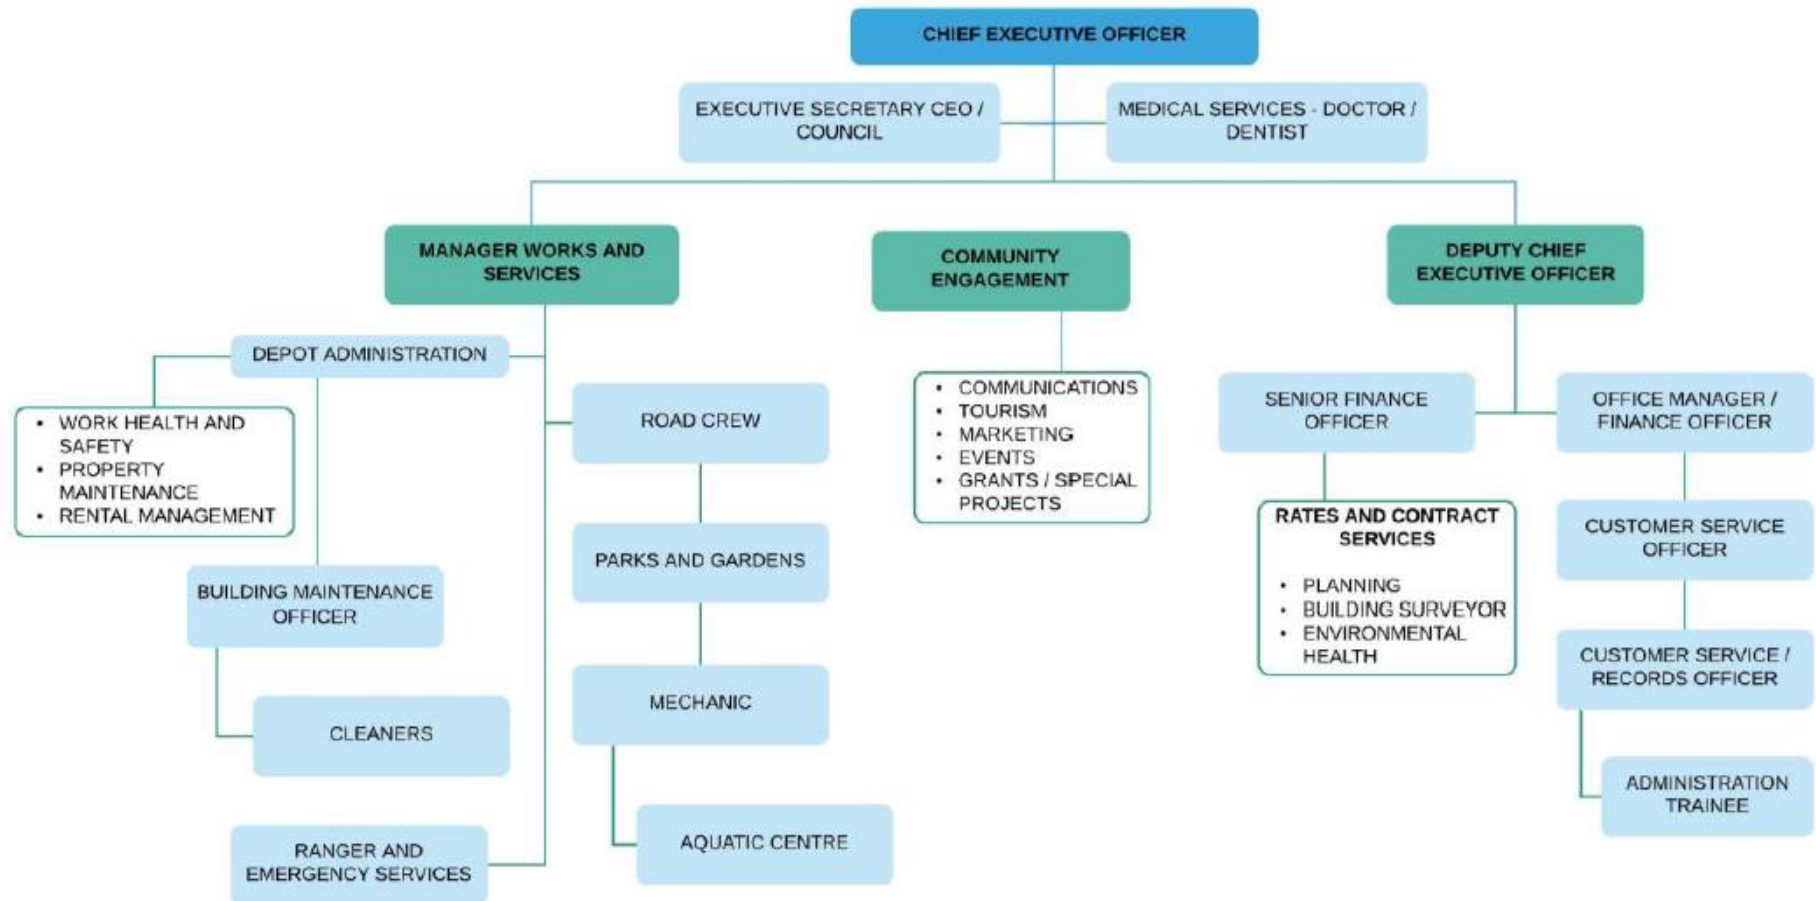 CHIEF EXECUTIVE OFFICER
EXECUTIVE SECRETARY CEO /
COUNCIL
MEDICAL SERVICES - DOCTOR /
DENTIST
MANAGER WORKS AND
SERVICES
COMMUNITY
ENGAGEMENT
DEPUTY CHIEF
EXECUTIVE OFFICER
DEPOT ADMINISTRATION
• WORK HEALTH AND
SAFETY
• PROPERTY
MAINTENANCE
• RENTAL MANAGEMENT
BUILDING MAINTENANCE
OFFICER
CLEANERS
RANGER AND
EMERGENCY SERVICES
ROAD CREW
PARKS AND GARDENS
MECHANIC
AQUATIC CENTRE
• COMMUNICATIONS
• TOURISM
• MARKETING
• EVENTS
• GRANTS / SPECIAL
PROJECTS
SENIOR FINANCE
OFFICER
RATES AND CONTRACT
SERVICES
• PLANNING
• BUILDING SURVEYOR
• ENVIRONMENTAL
HEALTH
OFFICE MANAGER /
FINANCE OFFICER
CUSTOMER SERVICE
OFFICER
CUSTOMER SERVICE /
RECORDS OFFICER
ADMINISTRATION
TRAINEE